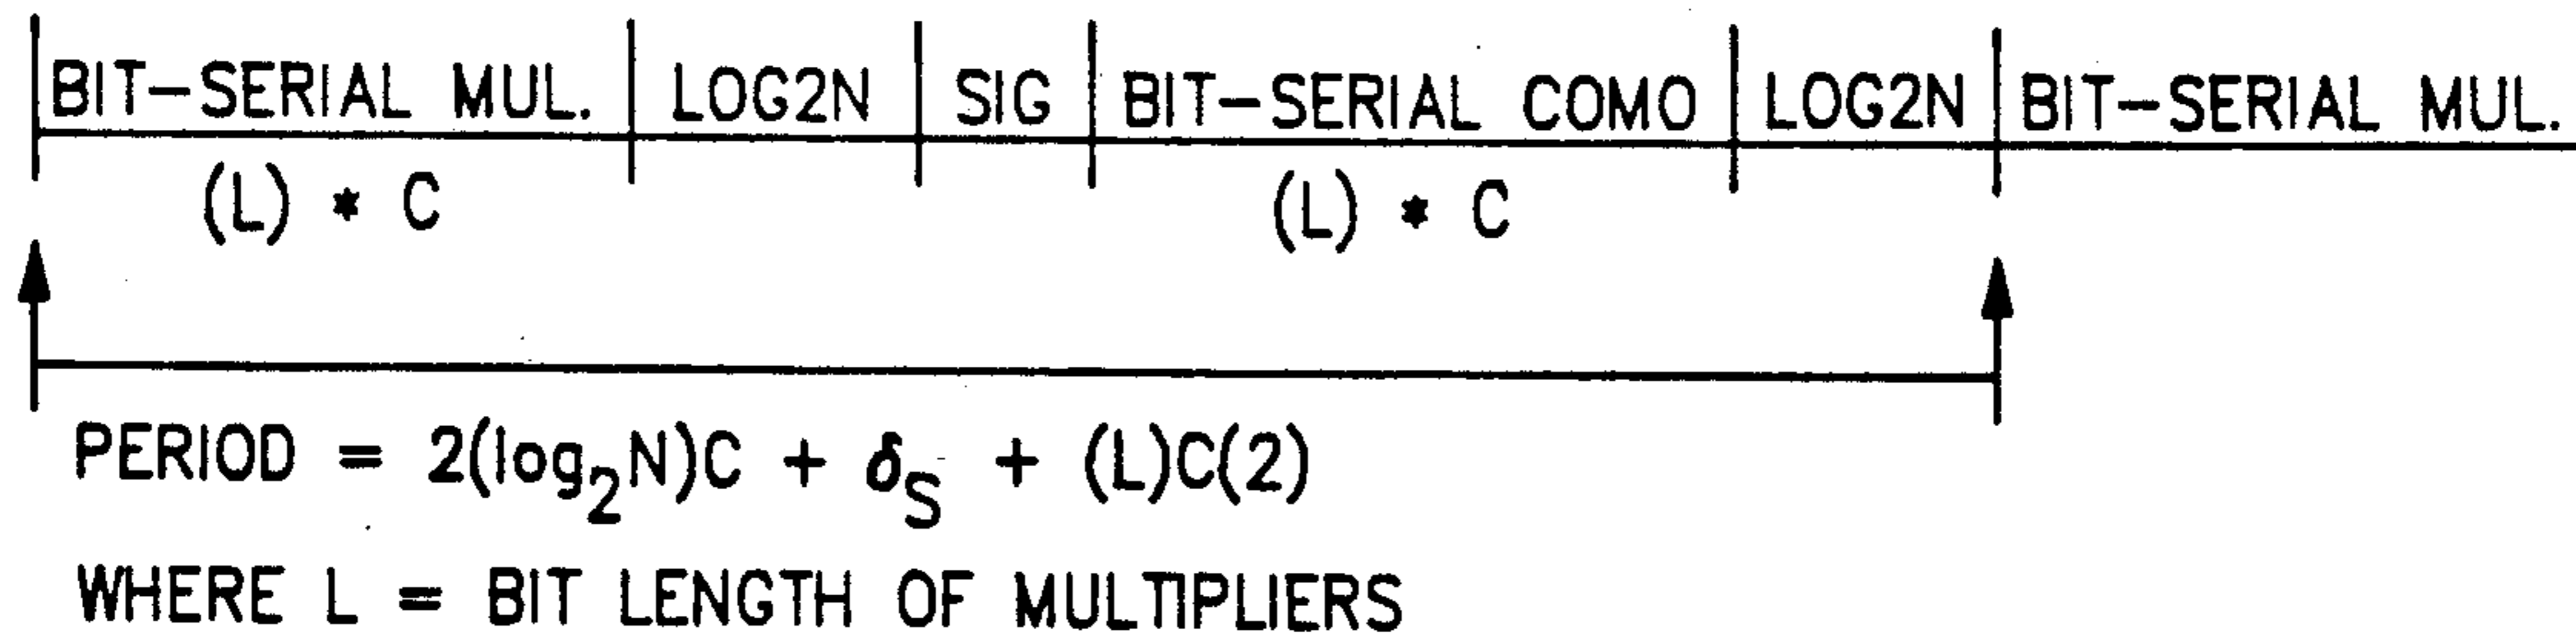 BIT-SERIAL MUL. LOG2N SIG BIT-SERIAL COMO LOG2N BIT-SERIAL MUL.
(L) * C (L) * C
PERIOD = 2(log₂N)C + δ_S + (L)C(2)
WHERE L = BIT LENGTH OF MULTIPLIERS